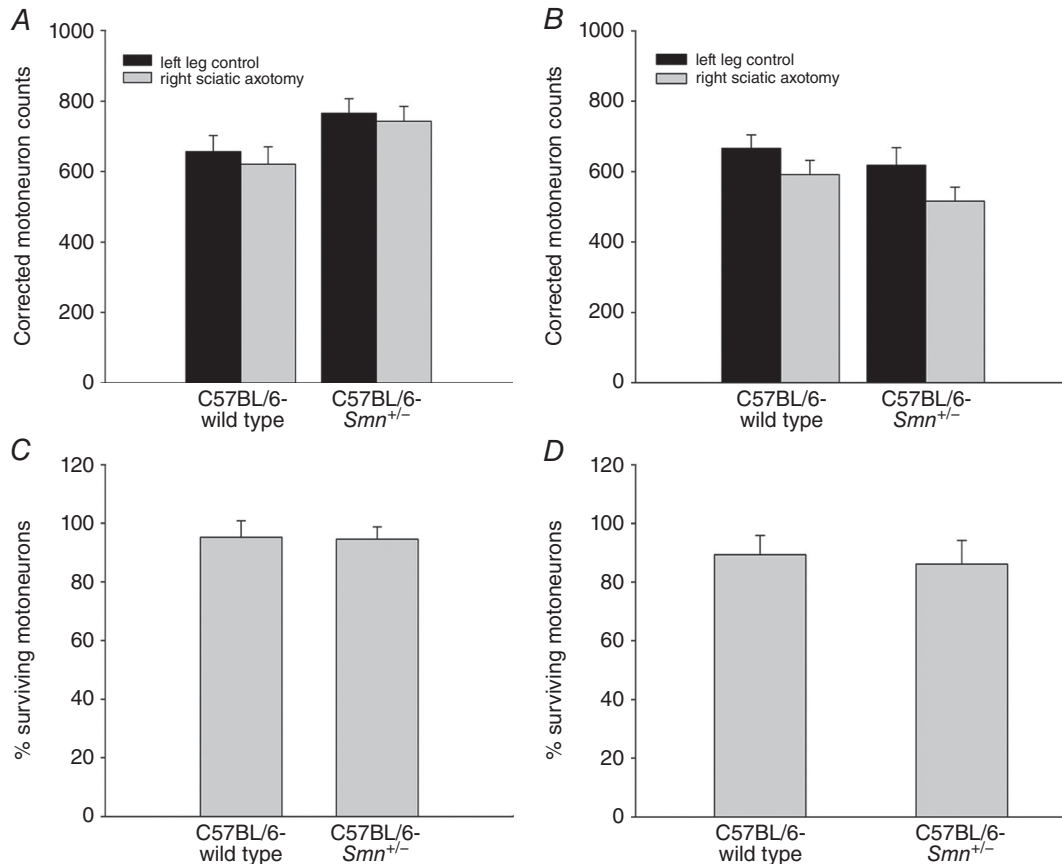 A
1000
800
600
400
200
0
Corrected motoneuron counts
left leg control
right sciatic axotomy
C57BL/6-
wild type
C57BL/6-
Smn+/–
B
1000
800
600
400
200
0
Corrected motoneuron counts
left leg control
right sciatic axotomy
C57BL/6-
wild type
C57BL/6-
Smn+/–
C
120
100
80
60
40
20
0
% surviving motoneurons
C57BL/6-
wild type
C57BL/6-
Smn+/–
D
120
100
80
60
40
20
0
% surviving motoneurons
C57BL/6-
wild type
C57BL/6-
Smn+/–